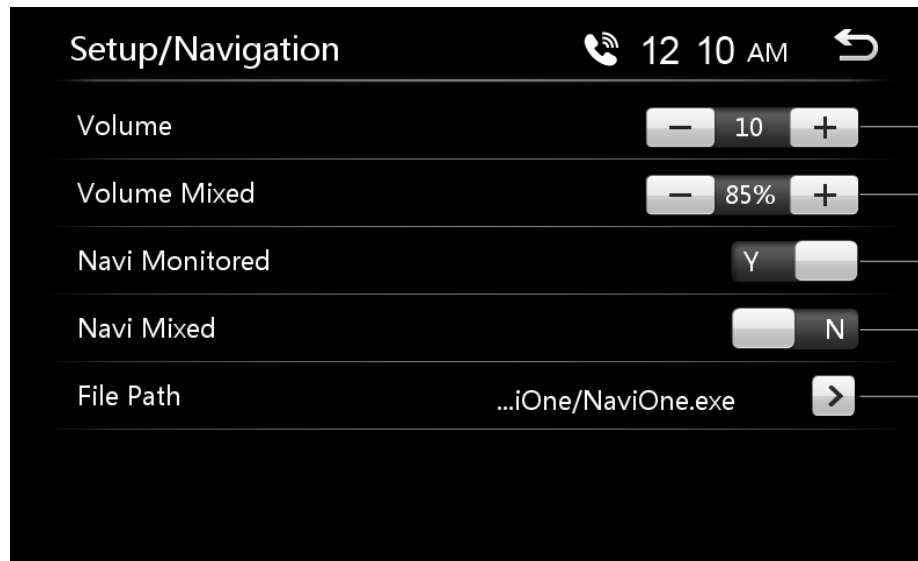 Setup/Navigation 12 10 AM
Volume - 10 +
Volume Mixed - 85% +
Navi Monitored Y
Navi Mixed N
File Path ...iOne/NaviOne.exe >